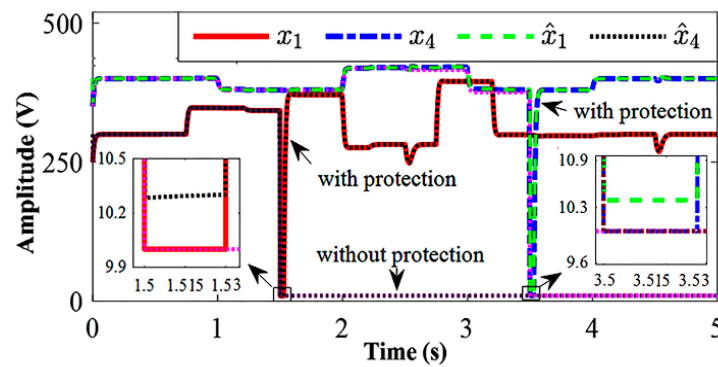 500
x₁ x₄ x̂₁ x̂₄
Amplitude (V)
with protection
250
10.5
10.2
9.9
1.5 1.515 1.53
with protection
without protection
10.9
10.3
9.6
3.5 3.515 3.53
0
0 1 2 3 4 5
Time (s)